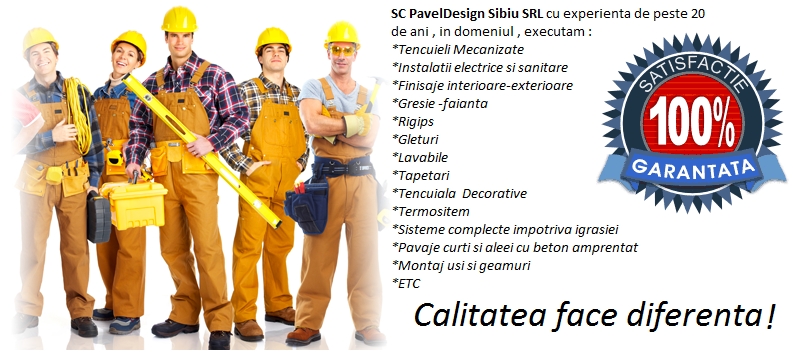 SC PavelDesign Sibiu SRL cu experienta de peste 20
de ani , in domeniul , executam :
*Tencuieli Mecanizate
*Instalatii electrice si sanitare
*Finisaje interioare-exterioare
*Gresie -faianta
*Rigips
*Gleturi
*Lavabile
*Tapetari
*Tencuiala Decorative
*Termositem
*Sisteme complecte impotriva igrasiei
*Pavaje curti si aleei cu beton amprentat
*Montaj usi si geamuri
*ETC
SATISFACTIE
100%
GARANTATA
Calitatea face diferenta!